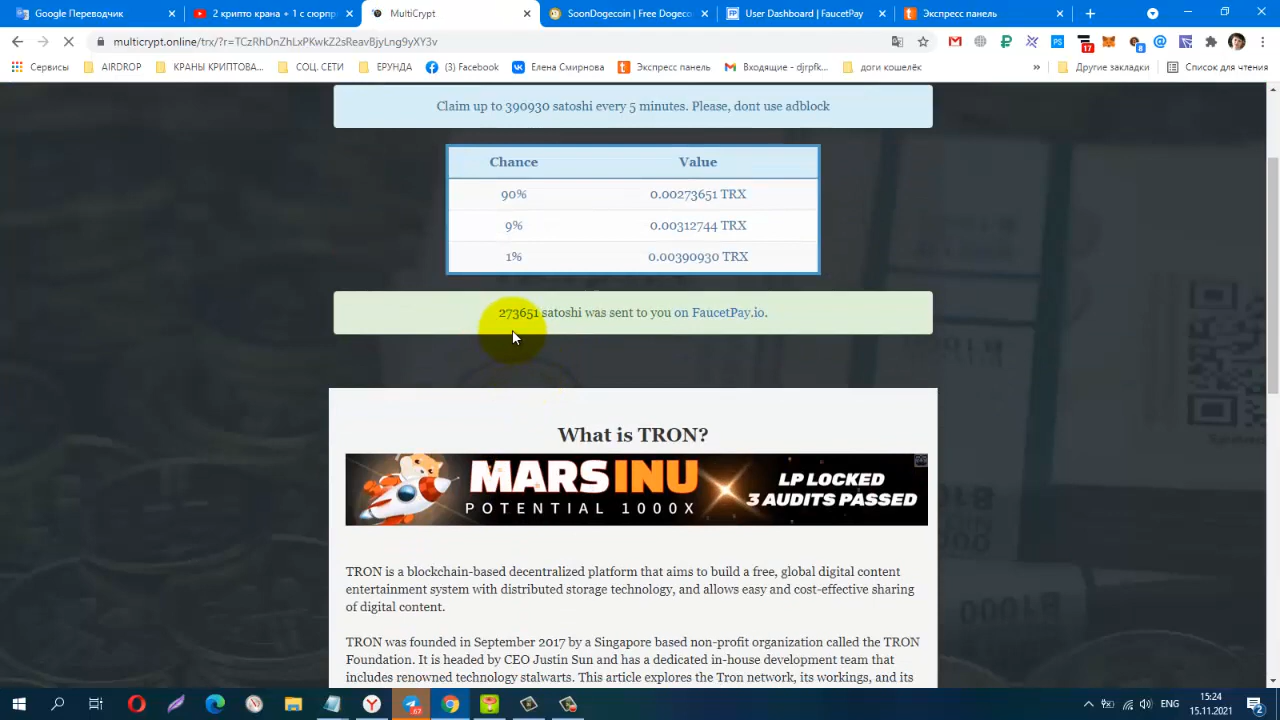 Google Переводчик
2 крипто крана + 1 с сюрпр
MultiCrypt
SoonDogecoin | Free Dogeco
User Dashboard | FaucetPay
Экспресс панель
multicrypt.online/trx/?r=TCzRhDnZhLxPKwkZ2sReavBjyLng9yXY3v
Сервисы
AIRDROP
КРАНЫ КРИПТОВА...
СОЦ. СЕТИ
ЕРУНДА
(3) Facebook
Елена Смирнова
Экспресс панель
Входящие - djrpfk...
доги кошелёк
»
Другие закладки
Список для чтения
Claim up to 390930 satoshi every 5 minutes. Please, dont use adblock
Chance Value
90% 0.00273651 TRX
9% 0.00312744 TRX
1% 0.00390930 TRX
273651 satoshi was sent to you on FaucetPay.io.
What is TRON?
MARS INU
POTENTIAL 1000X
LP LOCKED
3 AUDITS PASSED
TRON is a blockchain-based decentralized platform that aims to build a free, global digital content
entertainment system with distributed storage technology, and allows easy and cost-effective sharing
of digital content.
TRON was founded in September 2017 by a Singapore based non-profit organization called the TRON
Foundation. It is headed by CEO Justin Sun and has a dedicated in-house development team that
includes renowned technology stalwarts. This article explores the Tron network, its workings, and its
ENG
15:24
15.11.2021